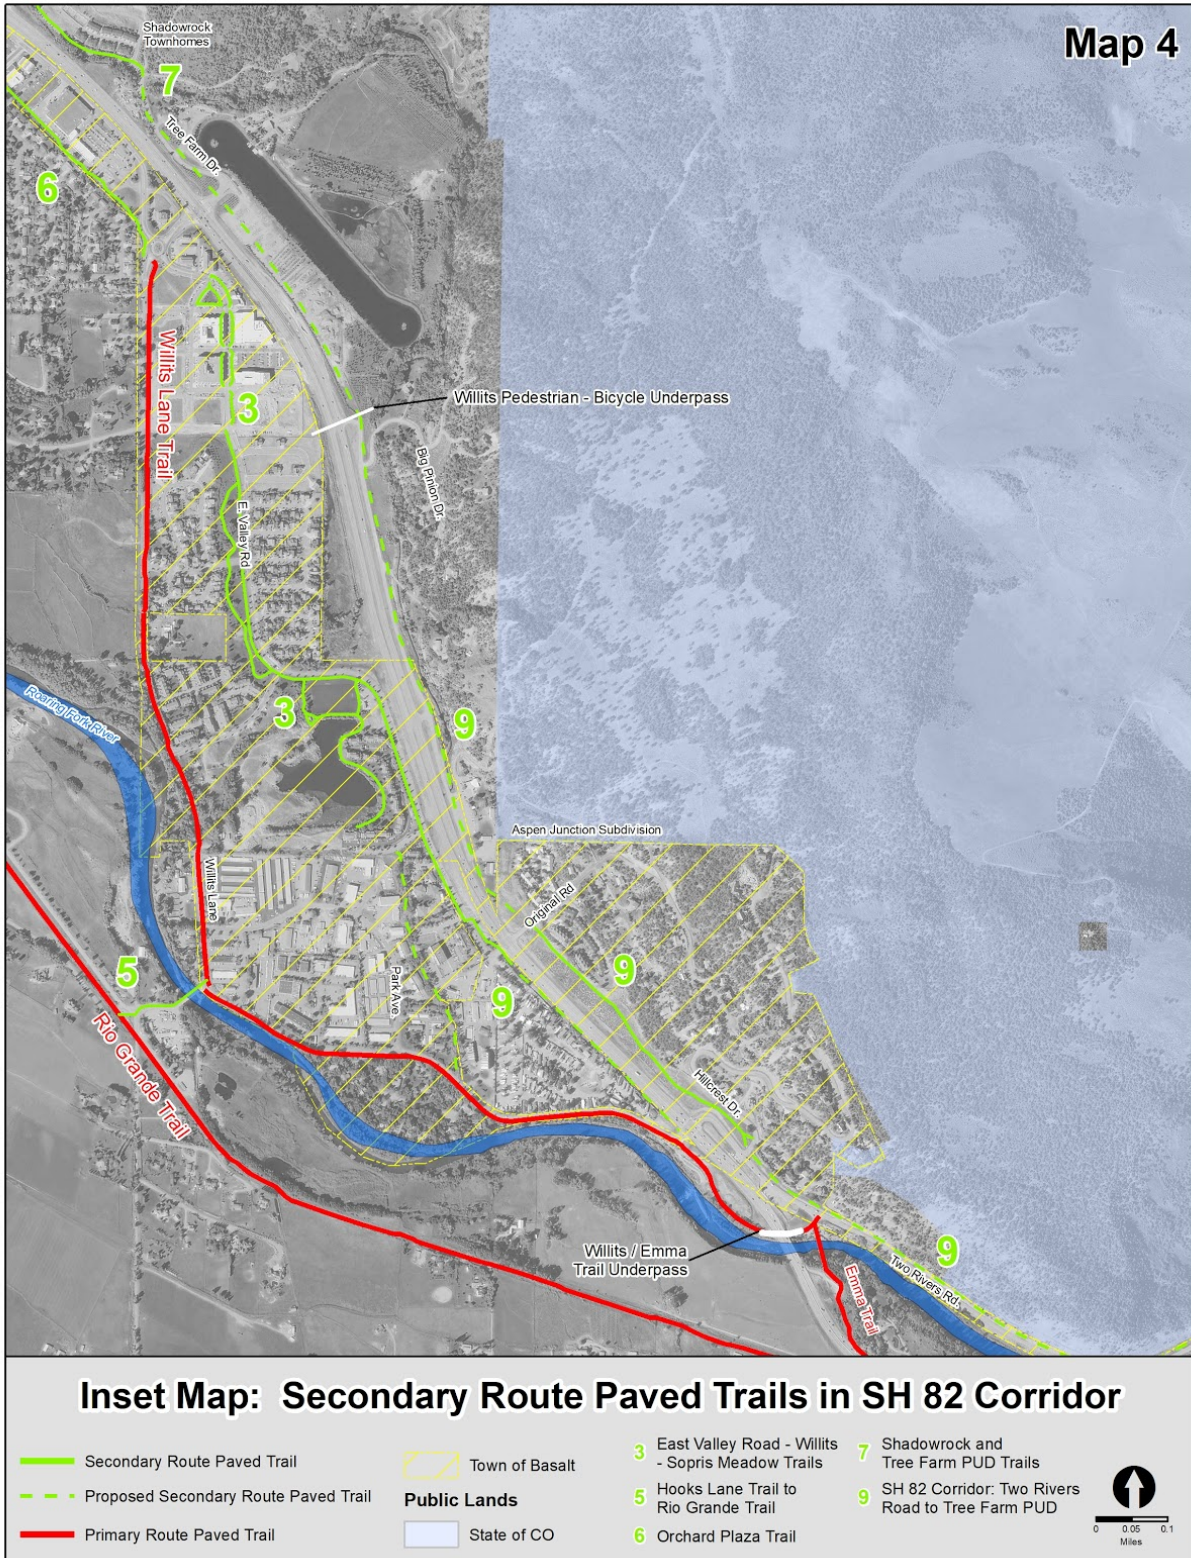 Map 4
Shadowrock
Townhomes
7
Tree Farm Dr.
6
Willits Lane Trail
3
Willits Pedestrian - Bicycle Underpass
Big Pinion Dr.
E. Valley Rd
Roaring Fork River
3
9
Aspen Junction Subdivision
Willits Lane
Original Rd
5
Park Ave
9
9
Rio Grande Trail
Hillcrest Dr.
Willits / Emma
Trail Underpass
9
Two Rivers Rd.
Emma Trail
Inset Map: Secondary Route Paved Trails in SH 82 Corridor
Secondary Route Paved Trail
Proposed Secondary Route Paved Trail
Primary Route Paved Trail
Town of Basalt
Public Lands
State of CO
3 East Valley Road - Willits
- Sopris Meadow Trails
5 Hooks Lane Trail to
Rio Grande Trail
6 Orchard Plaza Trail
7 Shadowrock and
Tree Farm PUD Trails
9 SH 82 Corridor: Two Rivers
Road to Tree Farm PUD
0 0.05 0.1
Miles